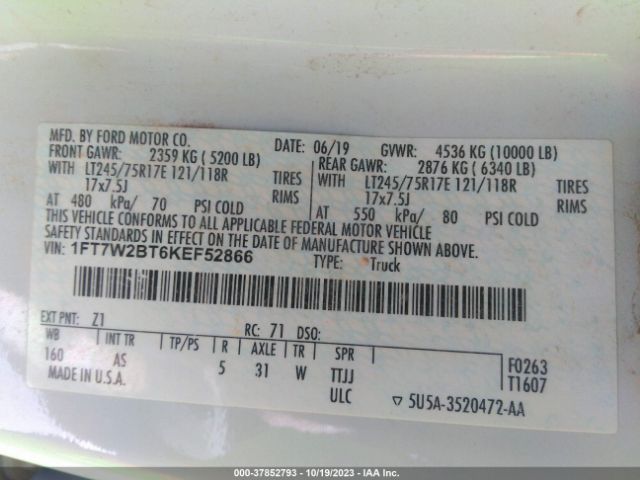 MFD. BY FORD MOTOR CO. DATE: 06/19 GVWR: 4536 KG (10000 LB)
FRONT GAWR: 2359 KG ( 5200 LB) REAR GAWR: 2876 KG ( 6340 LB)
WITH LT245/75R17E 121/118R TIRES WITH LT245/75R17E 121/118R TIRES
17x7.5J RIMS 17x7.5J RIMS
AT 480 kPa/ 70 PSI COLD AT 550 kPa/ 80 PSI COLD
THIS VEHICLE CONFORMS TO ALL APPLICABLE FEDERAL MOTOR VEHICLE
SAFETY STANDARDS IN EFFECT ON THE DATE OF MANUFACTURE SHOWN ABOVE.
VIN: 1FT7W2BT6KEF52866 TYPE: Truck
EXT PNT: Z1 RC: 71 DSO:
WB INT TR TP/PS R AXLE TR SPR
160 AS 5 31 W TTJJ F0263
MADE IN U.S.A. ULC T1607
▽ 5U5A-3520472-AA
000-37852793 - 10/19/2023 - IAA Inc.